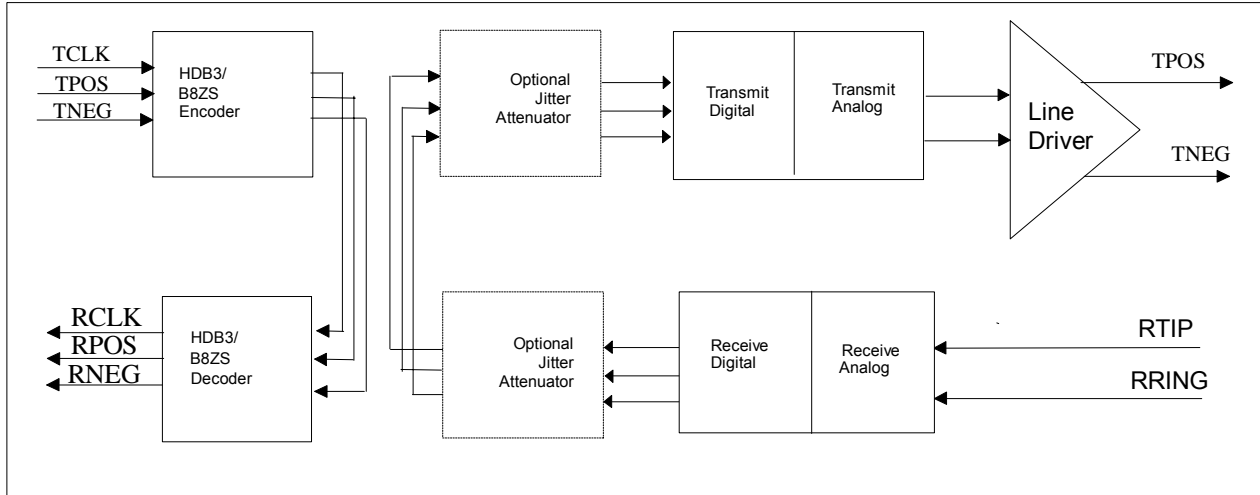 TCLK
TPOS
TNEG
HDB3/
B8ZS
Encoder
Optional
Jitter
Attenuator
Transmit
Digital
Transmit
Analog
Line
Driver
TPOS
TNEG
RCLK
RPOS
RNEG
HDB3/
B8ZS
Decoder
Optional
Jitter
Attenuator
Receive
Digital
Receive
Analog
RTIP
RRING